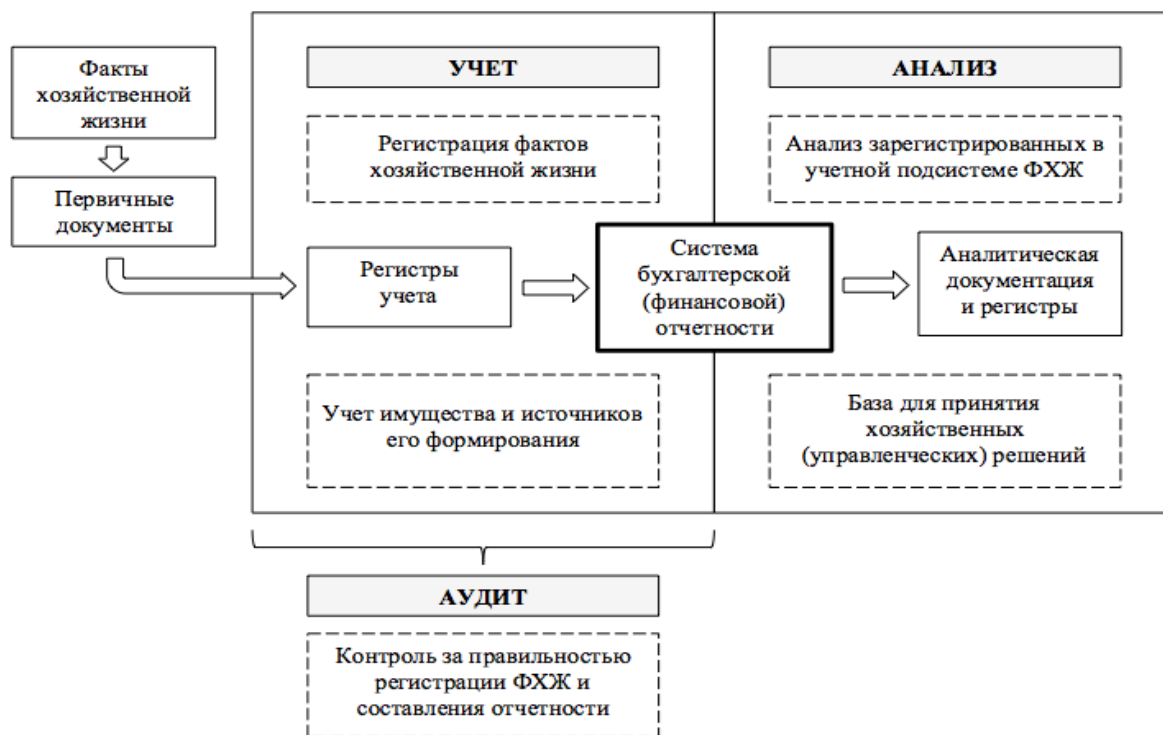 Факты
хозяйственной
жизни
Первичные
документы
УЧЕТ
Регистрация фактов
хозяйственной жизни
Регистры
учета
Учет имущества и источников
его формирования
Система
бухгалтерской
(финансовой)
отчетности
АНАЛИЗ
Анализ зарегистрированных в
учетной подсистеме ФХЖ
Аналитическая
документация
и регистры
База для принятия
хозяйственных
(управленческих) решений
АУДИТ
Контроль за правильностью
регистрации ФХЖ и
составления отчетности